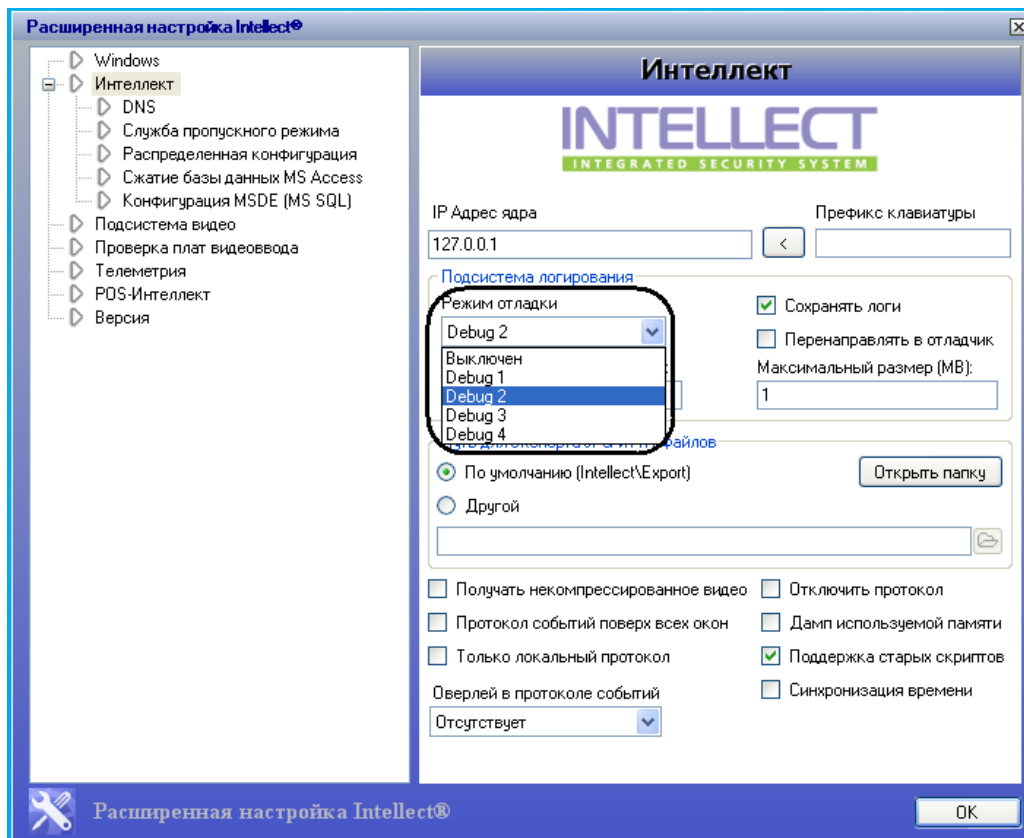 Расширенная настройка Intellect®
Windows
Интеллект
DNS
Служба пропускного режима
Распределенная конфигурация
Сжатие базы данных MS Access
Конфигурация MSDE (MS SQL)
Подсистема видео
Проверка плат видеоввода
Телеметрия
POS-Интеллект
Версия
Интеллект
INTELLECT
INTEGRATED SECURITY SYSTEM
IP Адрес ядра
Префикс клавиатуры
127.0.0.1
<
Подсистема логирования
Режим отладки
Debug 2
Выключен
Debug 1
Debug 2
Debug 3
Debug 4
Сохранять логи
Перенаправлять в отладчик
Максимальный размер (MB):
1
файлов
По умолчанию (Intellect\Export)
Открыть папку
Другой
Получать некомпрессированное видео
Отключить протокол
Протокол событий поверх всех окон
Дамп используемой памяти
Только локальный протокол
Поддержка старых скриптов
Оверлей в протоколе событий
Синхронизация времени
Отсутствует
Расширенная настройка Intellect®
OK